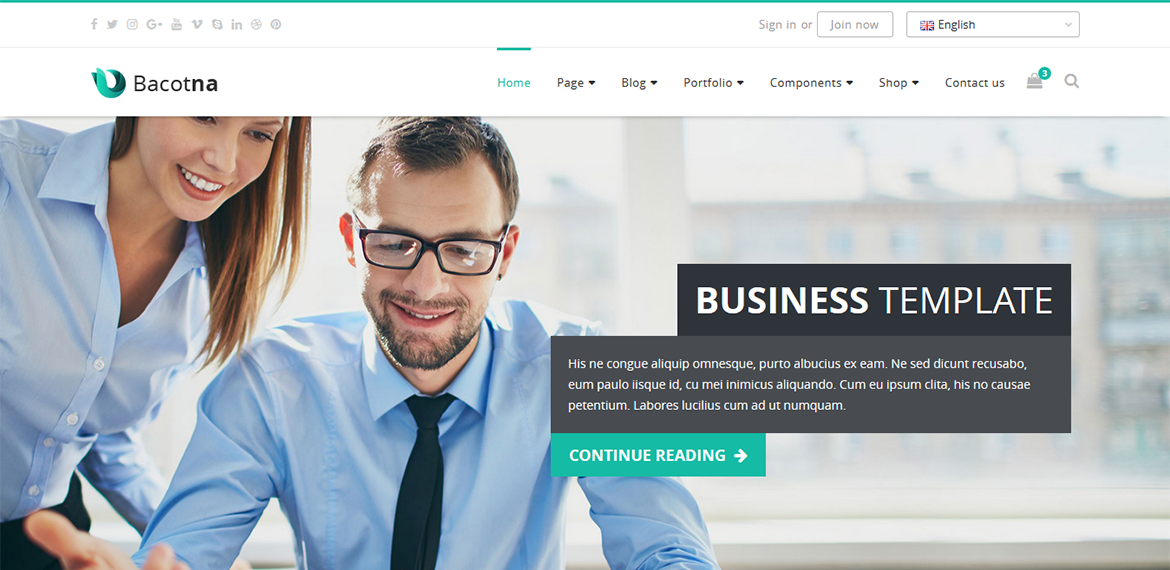 Sign in or Join now English
Bacotna
Home Page Blog Portfolio Components Shop Contact us 3
BUSINESS TEMPLATE
His ne congue aliquip omnesque, purto albucius ex eam. Ne sed dicunt recusabo,
eum paulo iisque id, cu mei inimicus aliquando. Cum eu ipsum clita, his no causae
petentium. Labores lucilius cum ad ut numquam.
CONTINUE READING